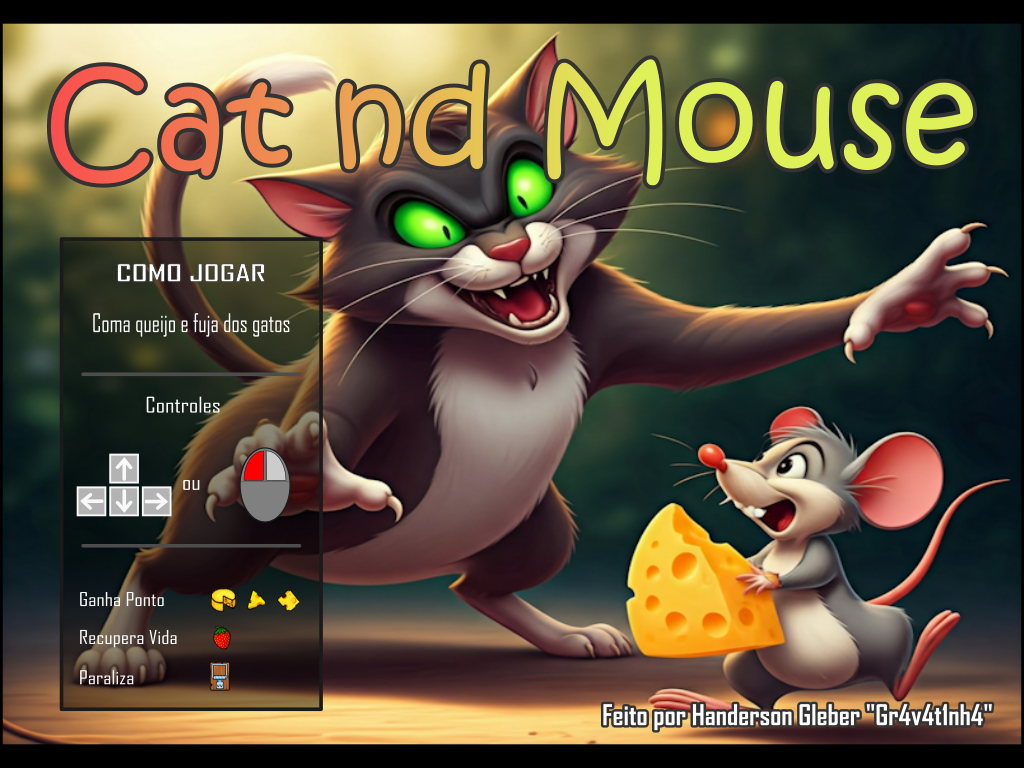 Cat nd Mouse
COMO JOGAR
Coma queijo e fuja dos gatos
Controles
ou
Ganha Ponto
Recupera Vida
Paraliza
Feito por Handerson Gleber "Gr4v4t1nh4"